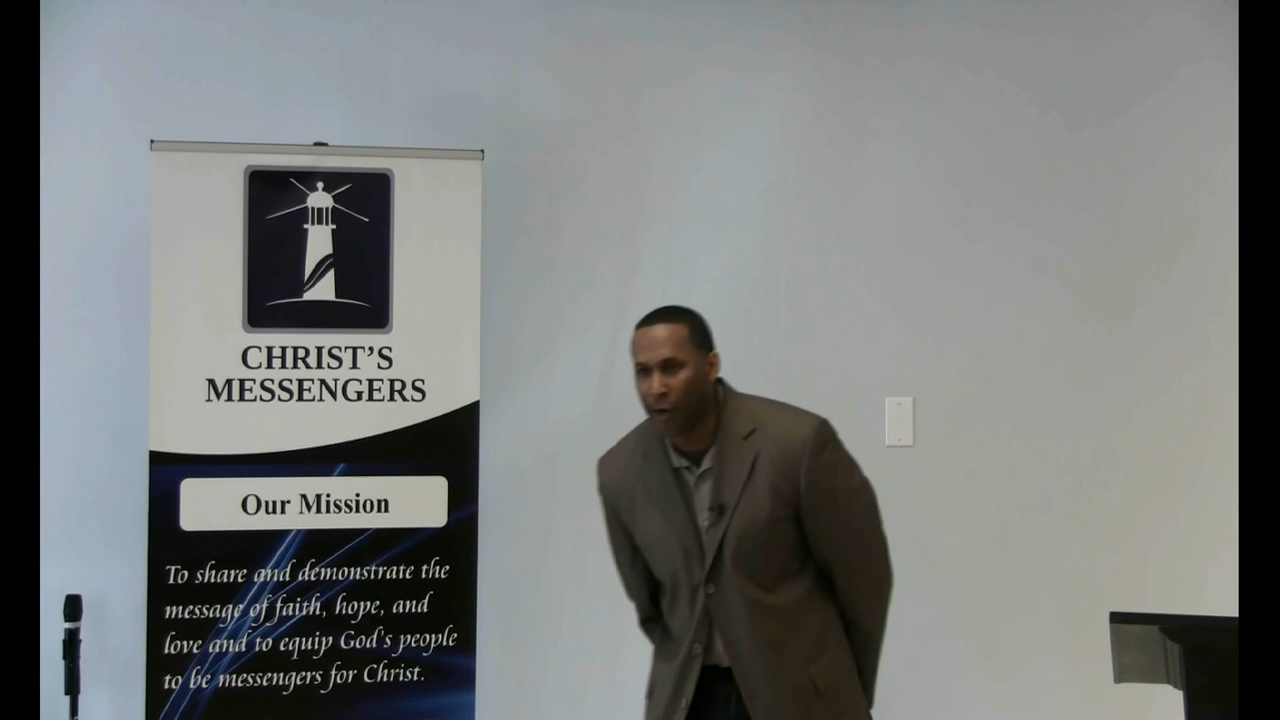 CHRIST'S
MESSENGERS
Our Mission
To share and demonstrate the
message of faith, hope, and
love and to equip God's people
to be messengers for Christ.